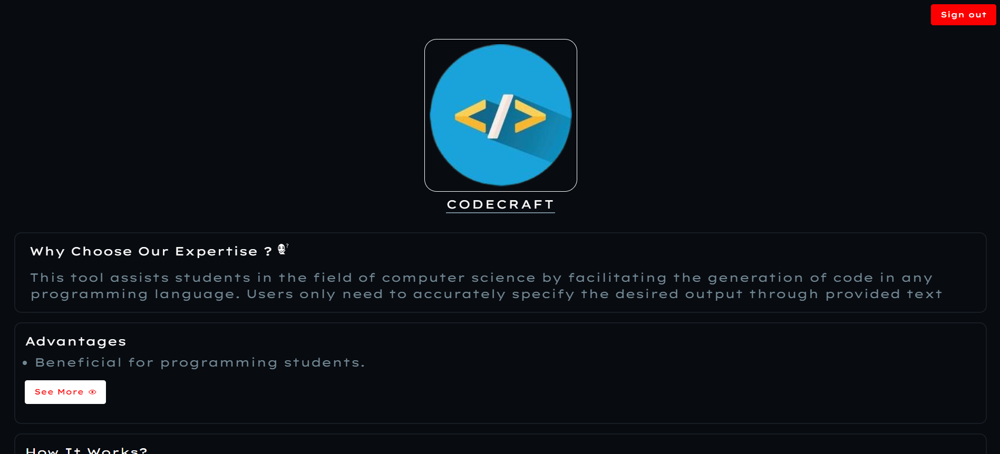 Sign out
</>
CODECRAFT
Why Choose Our Expertise ?
This tool assists students in the field of computer science by facilitating the generation of code in any
programming language. Users only need to accurately specify the desired output through provided text
Advantages
• Beneficial for programming students.
See More
How It Works?